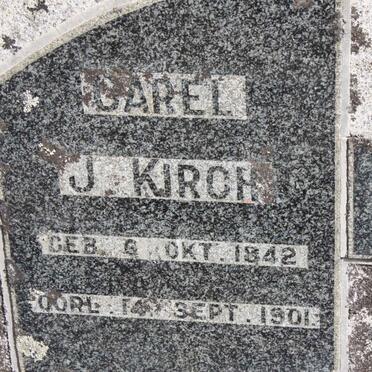 CAREL
J. KIRCH
GEB. 6 OKT. 1842
OORL. 14 SEPT. 1901